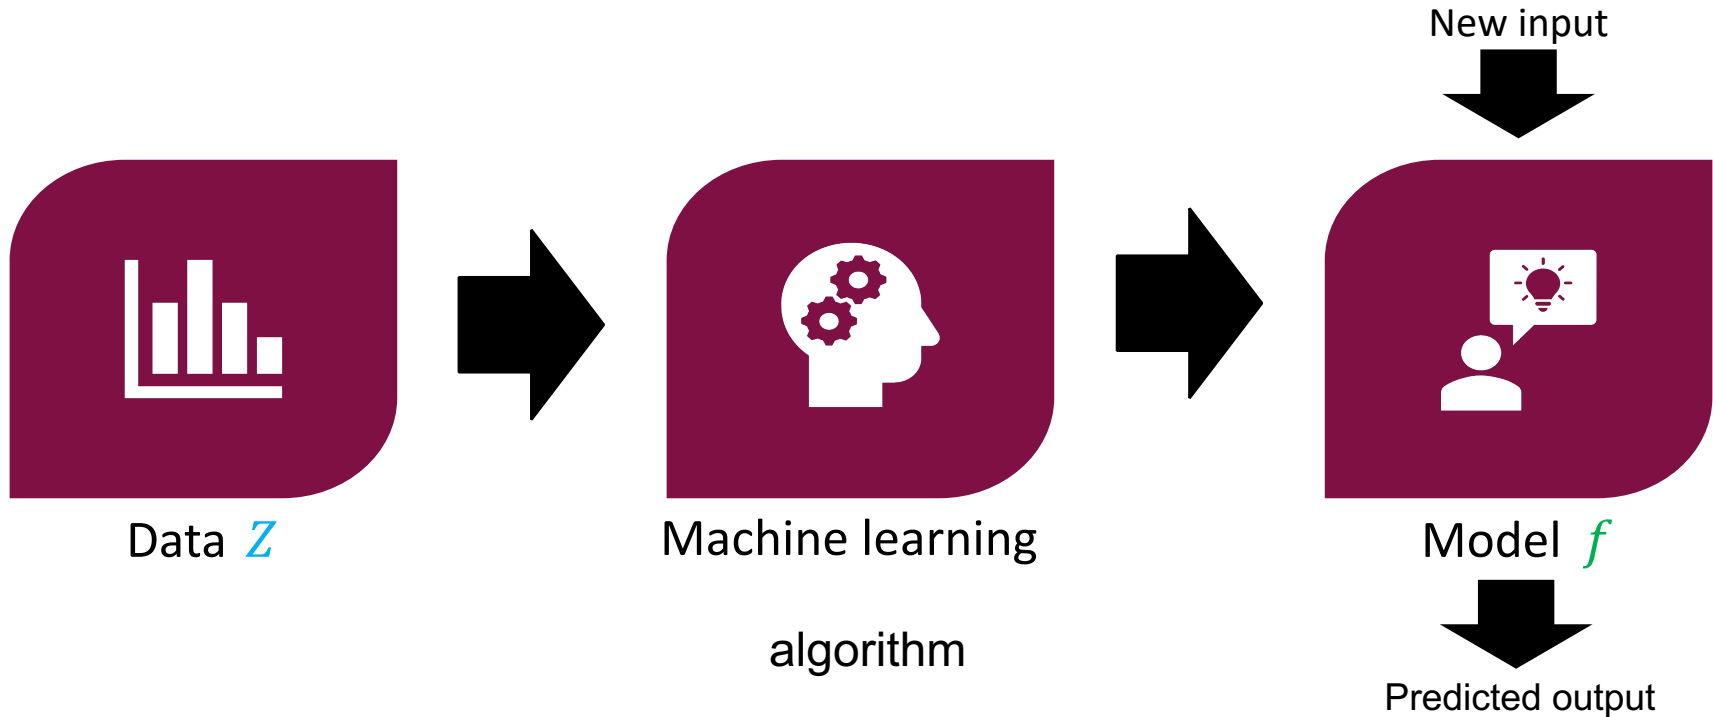 New input
Data Z
Machine learning
algorithm
Model f
Predicted output